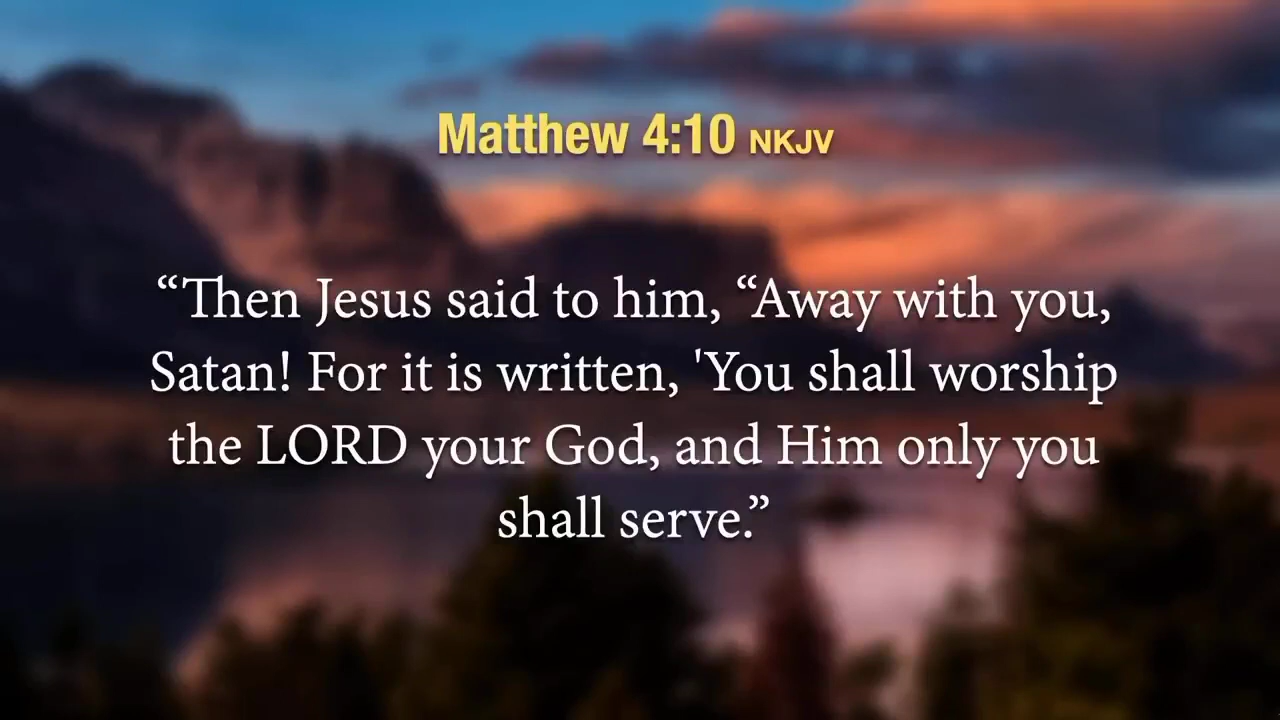 Matthew 4:10 NKJV
“Then Jesus said to him, “Away with you,
Satan! For it is written, 'You shall worship
the LORD your God, and Him only you
shall serve.”